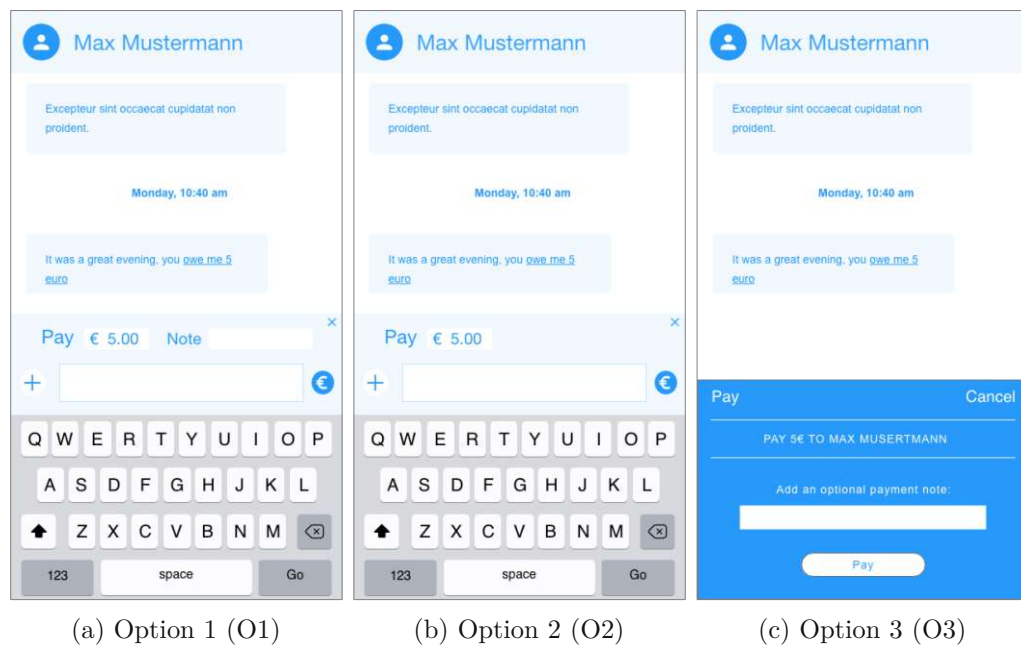 Max Mustermann
Excepteur sint occaecat cupidatat non
proident.
Monday, 10:40 am
It was a great evening, you owe me 5
euro
×
Pay € 5.00 Note
+ €
Q W E R T Y U I O P
A S D F G H J K L
Z X C V B N M
123 space Go
(a) Option 1 (O1)
Max Mustermann
Excepteur sint occaecat cupidatat non
proident.
Monday, 10:40 am
It was a great evening, you owe me 5
euro
×
Pay € 5.00
+ €
Q W E R T Y U I O P
A S D F G H J K L
Z X C V B N M
123 space Go
(b) Option 2 (O2)
Max Mustermann
Excepteur sint occaecat cupidatat non
proident.
Monday, 10:40 am
It was a great evening, you owe me 5
euro
Pay Cancel
PAY 5€ TO MAX MUSERTMANN
Add an optional payment note:
Pay
(c) Option 3 (O3)